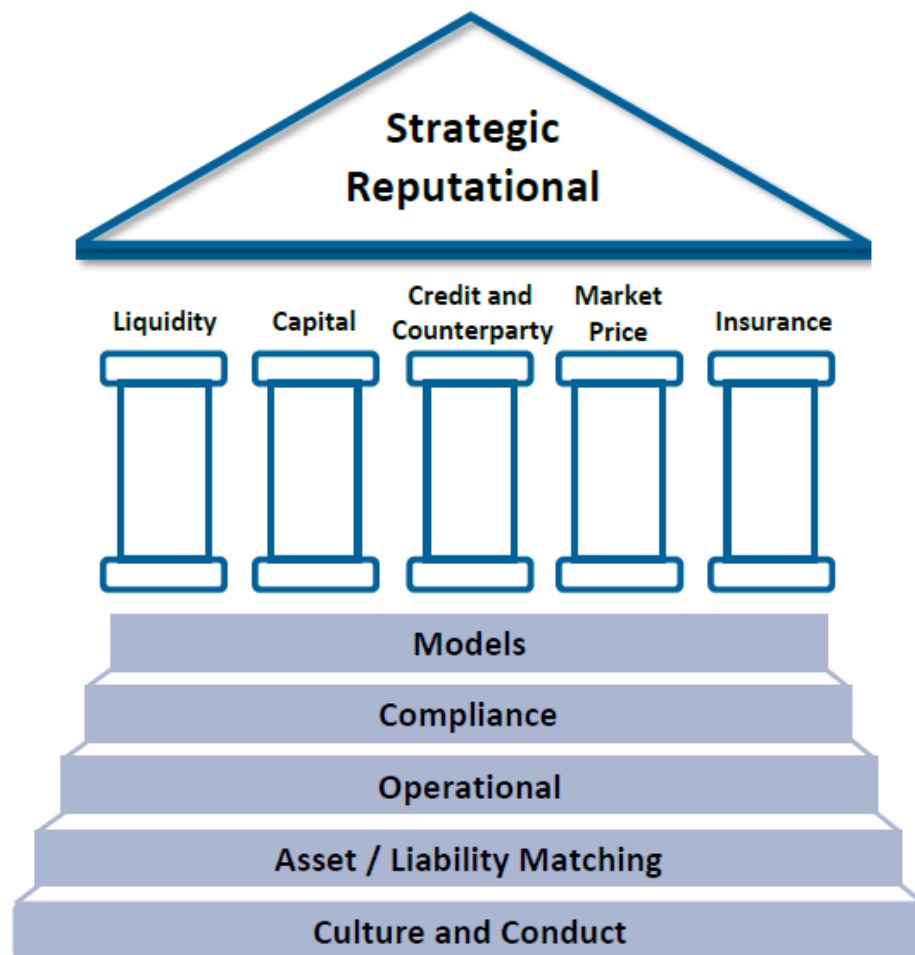 Strategic
Reputational
Liquidity
Capital
Credit and
Counterparty
Market
Price
Insurance
Models
Compliance
Operational
Asset / Liability Matching
Culture and Conduct